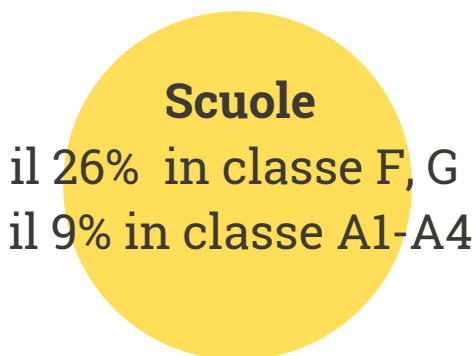 Scuole
il 26% in classe F, G
il 9% in classe A1-A4